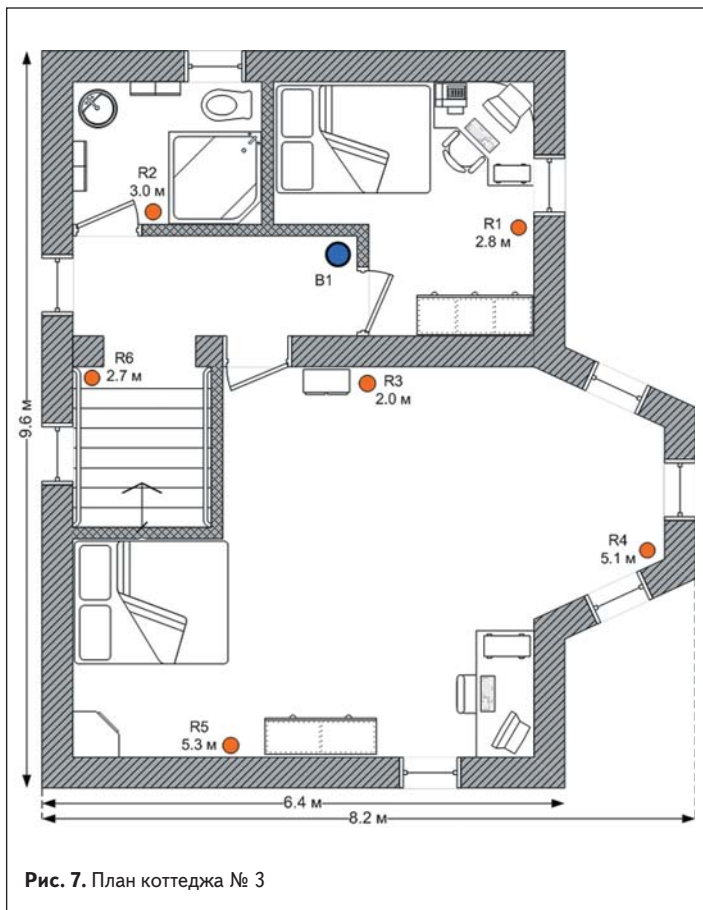 R2
3.0 м
R1
2.8 м
B1
R6
2.7 м
R3
2.0 м
9.6 м
R4
5.1 м
R5
5.3 м
6.4 м
8.2 м
Рис. 7. План коттеджа № 3